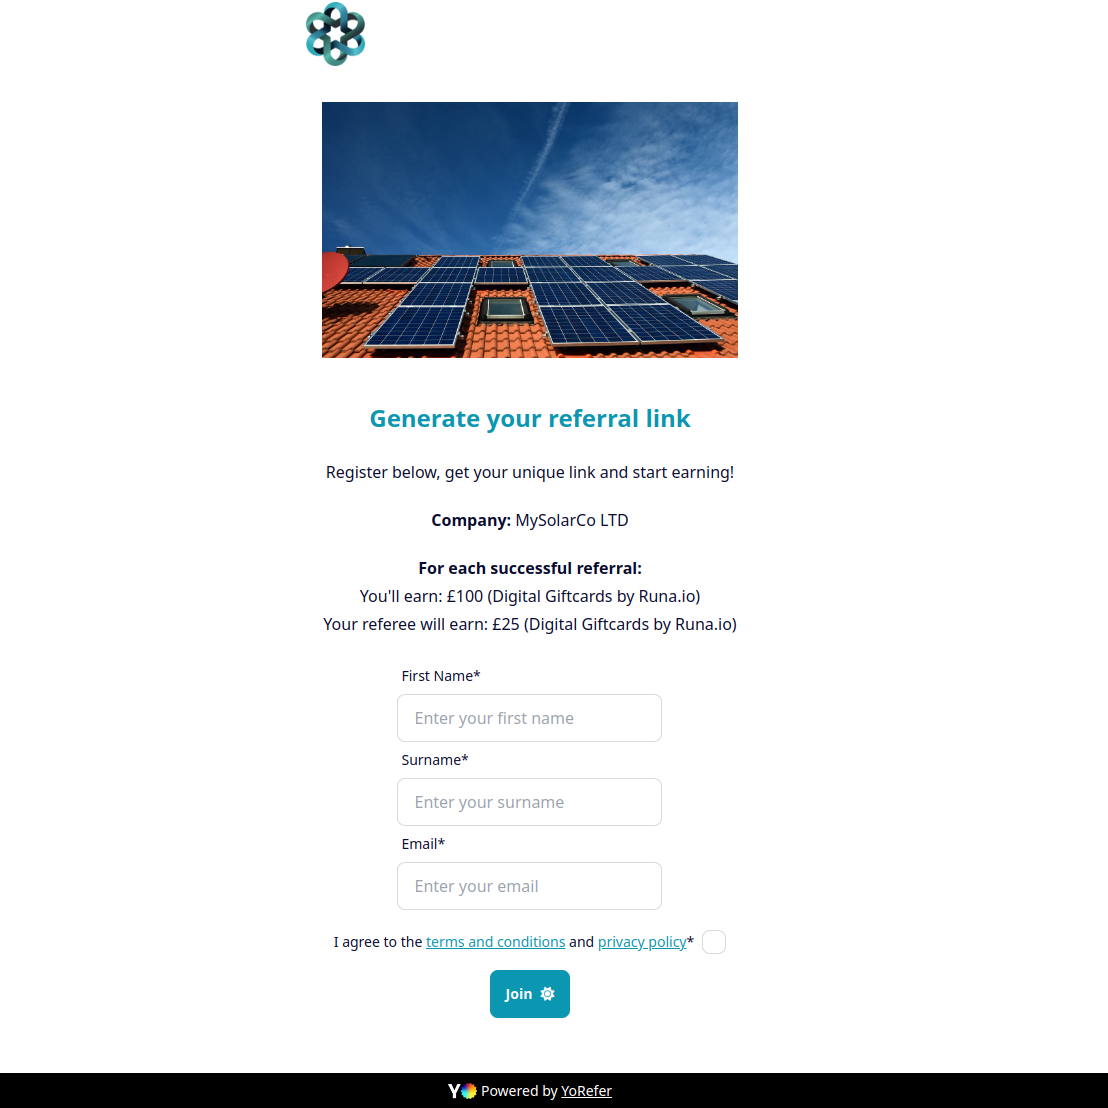 Generate your referral link
Register below, get your unique link and start earning!
Company: MySolarCo LTD
For each successful referral:
You'll earn: £100 (Digital Giftcards by Runa.io)
Your referee will earn: £25 (Digital Giftcards by Runa.io)
First Name*
Enter your first name
Surname*
Enter your surname
Email*
Enter your email
I agree to the terms and conditions and privacy policy*
Join
YO Powered by YoRefer